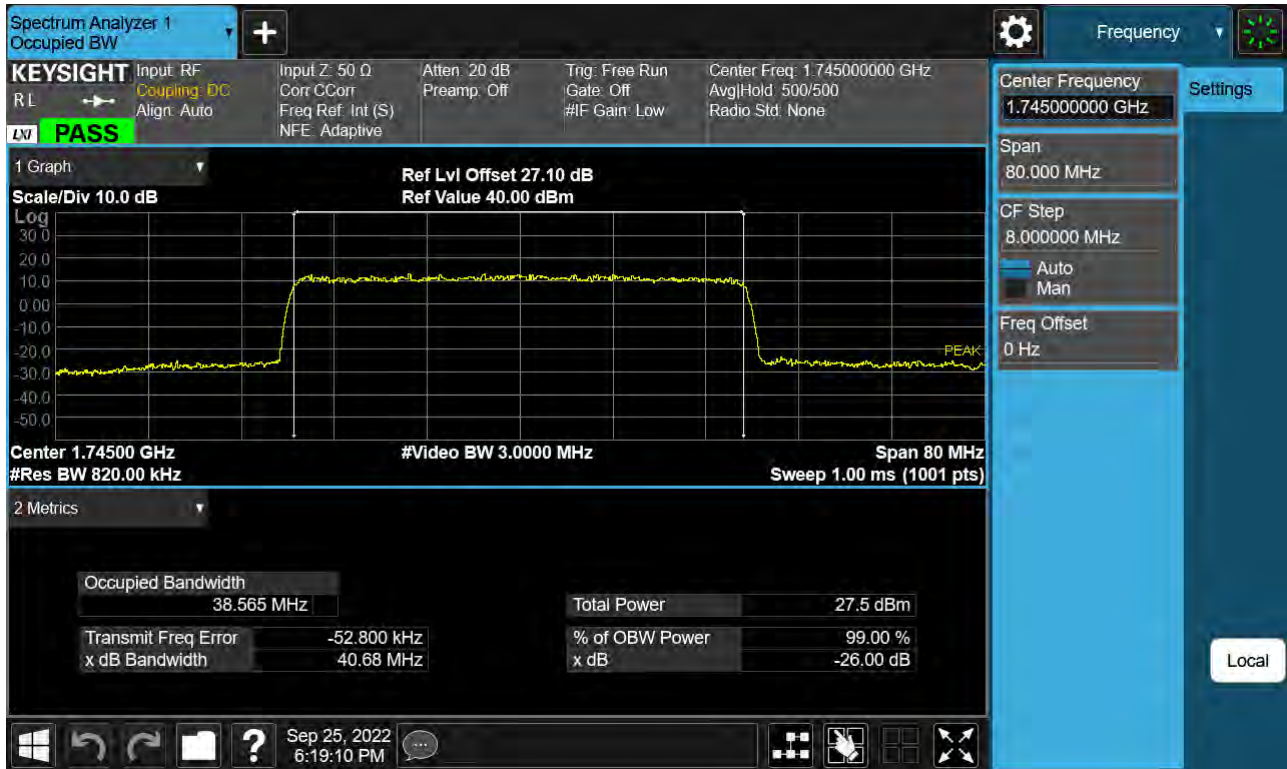 Spectrum Analyzer 1
Occupied BW
+
Frequency
KEYSIGHT
RL
LXI
PASS
Input: RF
Coupling: DC
Align: Auto
Input Z: 50 Ω
Corr CCorr
Freq Ref: Int (S)
NFE: Adaptive
Atten: 20 dB
Preamp: Off
Trig: Free Run
Gate: Off
#IF Gain: Low
Center Freq: 1.745000000 GHz
Avg|Hold: 500/500
Radio Std: None
Center Frequency
1.745000000 GHz
Settings
Span
80.000 MHz
CF Step
8.000000 MHz
Auto
Man
Freq Offset
0 Hz
Local
1 Graph
Scale/Div 10.0 dB
Ref Lvl Offset 27.10 dB
Ref Value 40.00 dBm
Log
30.0
20.0
10.0
0.00
-10.0
-20.0
-30.0
-40.0
-50.0
PEAK
Center 1.74500 GHz
#Video BW 3.0000 MHz
Span 80 MHz
#Res BW 820.00 kHz
Sweep 1.00 ms (1001 pts)
2 Metrics
Occupied Bandwidth
38.565 MHz
Total Power 27.5 dBm
Transmit Freq Error -52.800 kHz
% of OBW Power 99.00 %
x dB Bandwidth 40.68 MHz
x dB -26.00 dB
?
Sep 25, 2022
6:19:10 PM